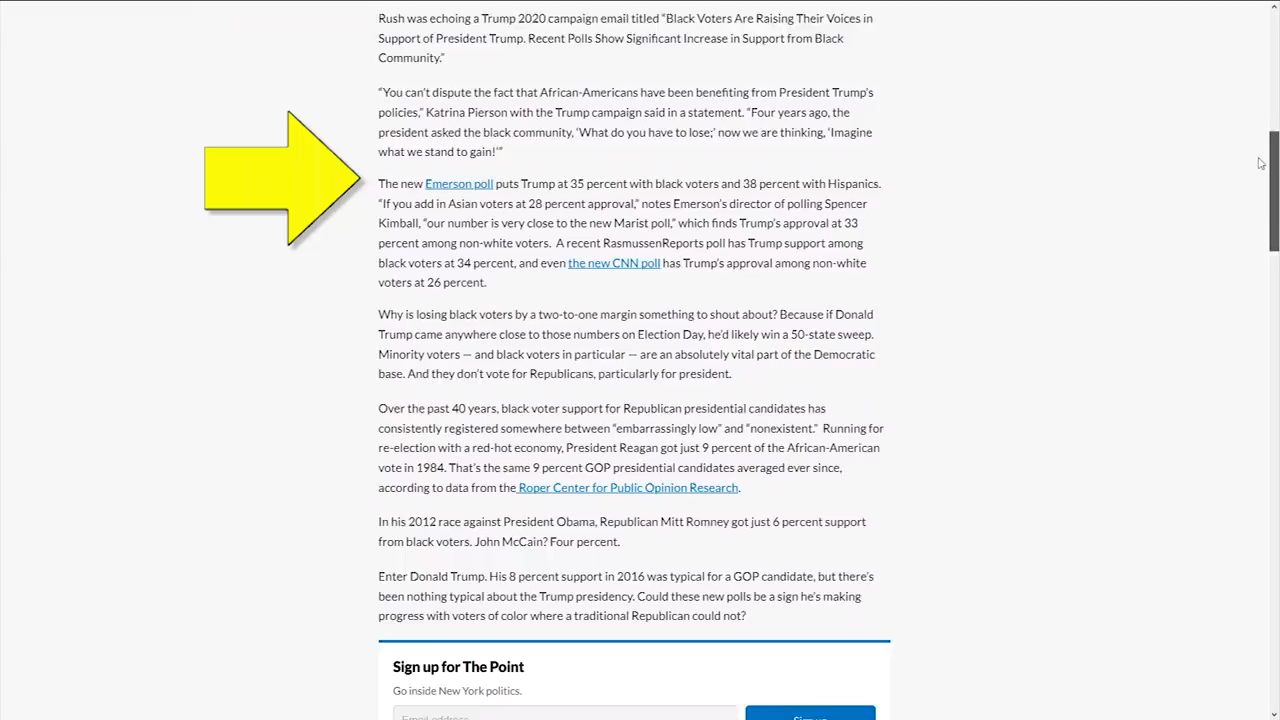 Rush was echoing a Trump 2020 campaign email titled “Black Voters Are Raising Their Voices in
Support of President Trump. Recent Polls Show Significant Increase in Support from Black
Community.”
“You can’t dispute the fact that African-Americans have been benefiting from President Trump’s
policies,” Katrina Pierson with the Trump campaign said in a statement. “Four years ago, the
president asked the black community, ‘What do you have to lose;’ now we are thinking, ‘Imagine
what we stand to gain!’”
The new Emerson poll puts Trump at 35 percent with black voters and 38 percent with Hispanics.
“If you add in Asian voters at 28 percent approval,” notes Emerson’s director of polling Spencer
Kimball, “our number is very close to the new Marist poll,” which finds Trump’s approval at 33
percent among non-white voters. A recent RasmussenReports poll has Trump support among
black voters at 34 percent, and even the new CNN poll has Trump’s approval among non-white
voters at 26 percent.
Why is losing black voters by a two-to-one margin something to shout about? Because if Donald
Trump came anywhere close to those numbers on Election Day, he’d likely win a 50-state sweep.
Minority voters — and black voters in particular — are an absolutely vital part of the Democratic
base. And they don’t vote for Republicans, particularly for president.
Over the past 40 years, black voter support for Republican presidential candidates has
consistently registered somewhere between “embarrassingly low” and “nonexistent.” Running for
re-election with a red-hot economy, President Reagan got just 9 percent of the African-American
vote in 1984. That’s the same 9 percent GOP presidential candidates averaged ever since,
according to data from the Roper Center for Public Opinion Research.
In his 2012 race against President Obama, Republican Mitt Romney got just 6 percent support
from black voters. John McCain? Four percent.
Enter Donald Trump. His 8 percent support in 2016 was typical for a GOP candidate, but there’s
been nothing typical about the Trump presidency. Could these new polls be a sign he’s making
progress with voters of color where a traditional Republican could not?
Sign up for The Point
Go inside New York politics.
Email address
Sign up